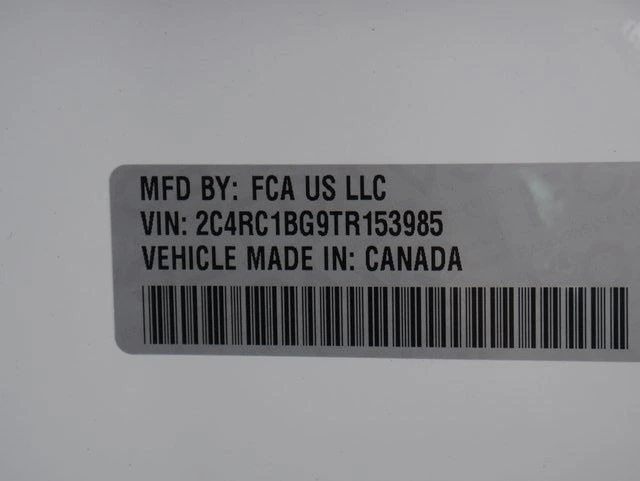 MFD BY: FCA US LLC
VIN: 2C4RC1BG9TR153985
VEHICLE MADE IN: CANADA